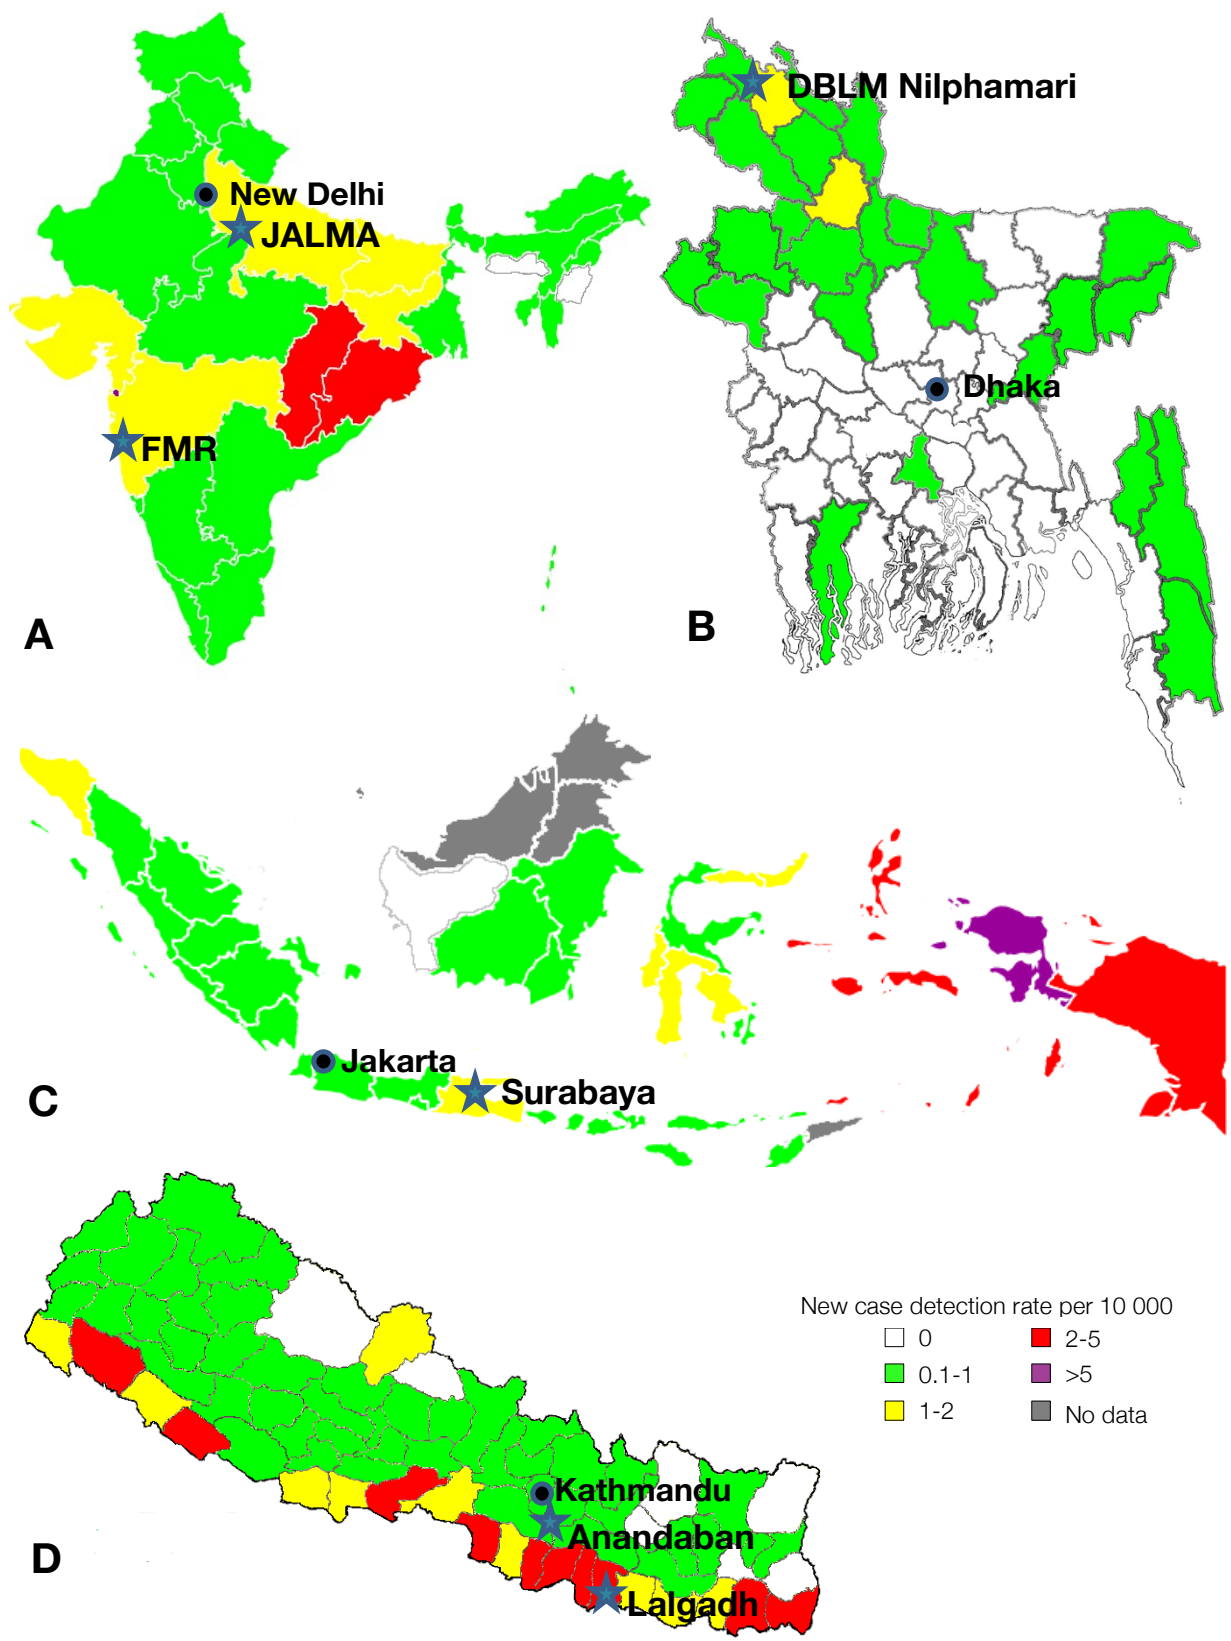 DBLM Nilphamari
New Delhi
JALMA
FMR
Dhaka
A
B
Jakarta
Surabaya
C
New case detection rate per 10 000
0
2-5
0.1-1
>5
1-2
No data
Kathmandu
Anandaban
D
Lalgadh